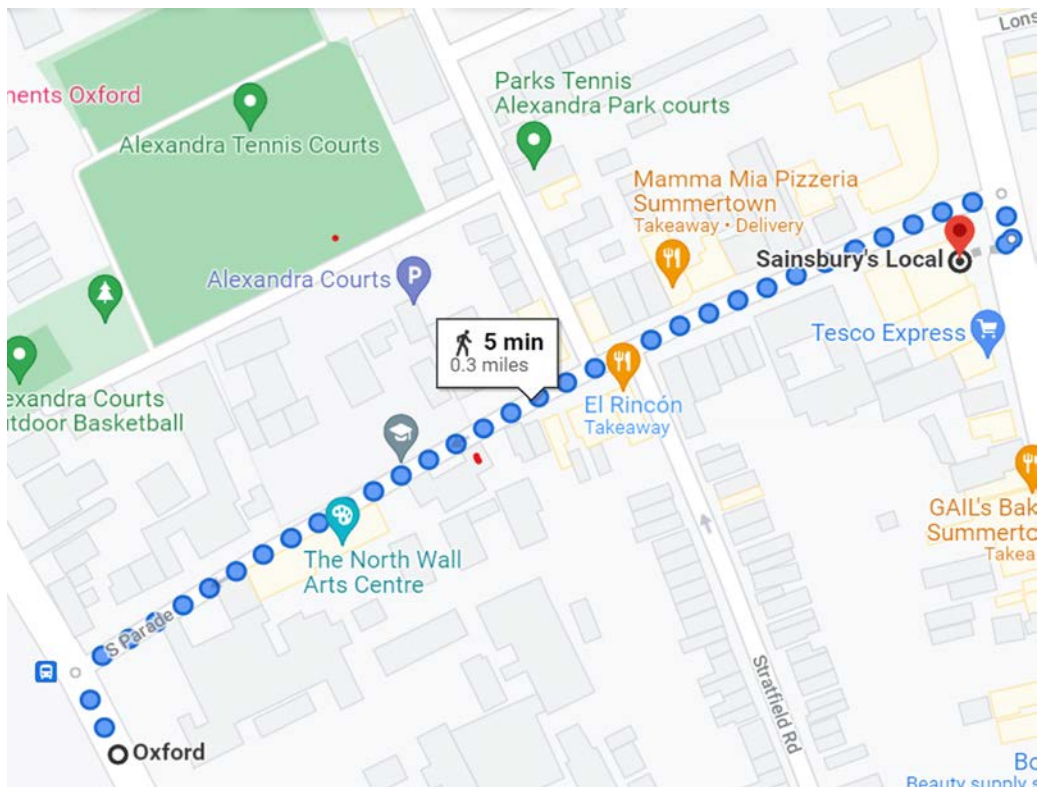 Lons
ments Oxford
Parks Tennis
Alexandra Park courts
Alexandra Tennis Courts
Mamma Mia Pizzeria
Summertown
Takeaway • Delivery
Alexandra Courts
P
Sainsbury's Local
5 min
0.3 miles
Tesco Express
exandra Courts
tdoor Basketball
El Rincón
Takeaway
GAIL's Bak
Summerto
Takea
The North Wall
Arts Centre
S Parade
Stratfield Rd
Oxford
Bo
Beauty supply s